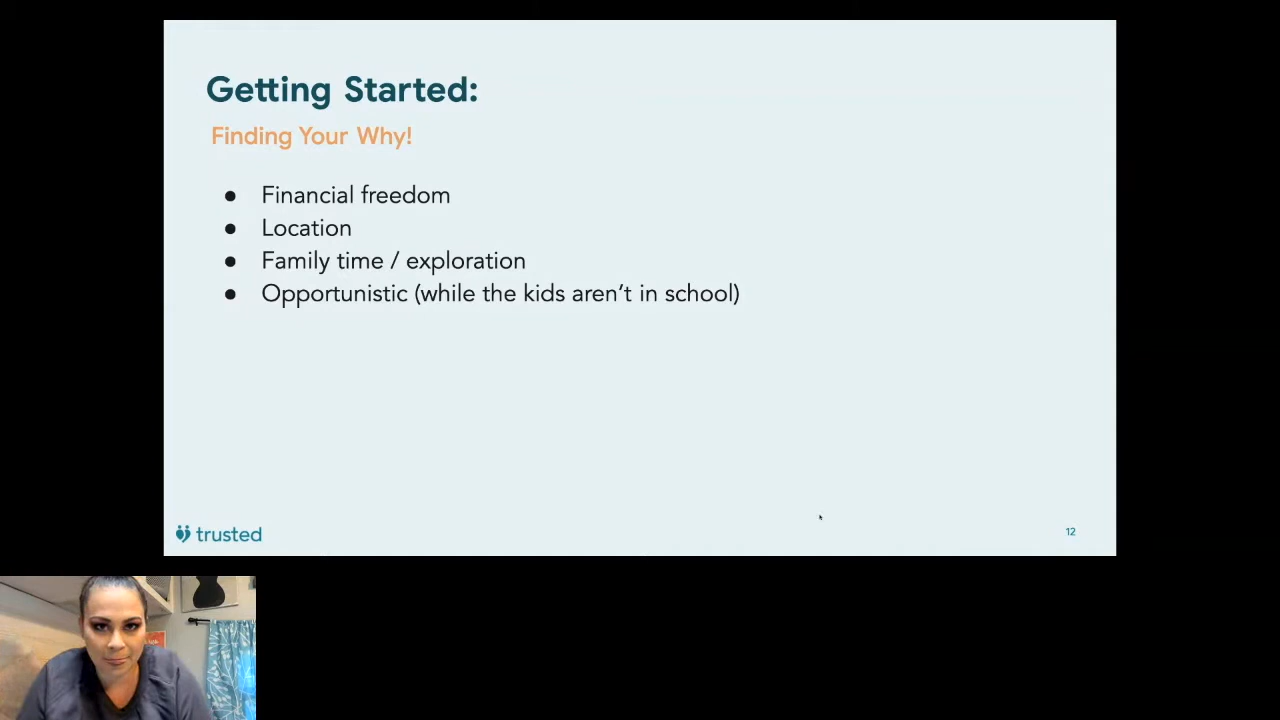 Getting Started:
Finding Your Why!
● Financial freedom
● Location
● Family time / exploration
● Opportunistic (while the kids aren’t in school)
trusted
12